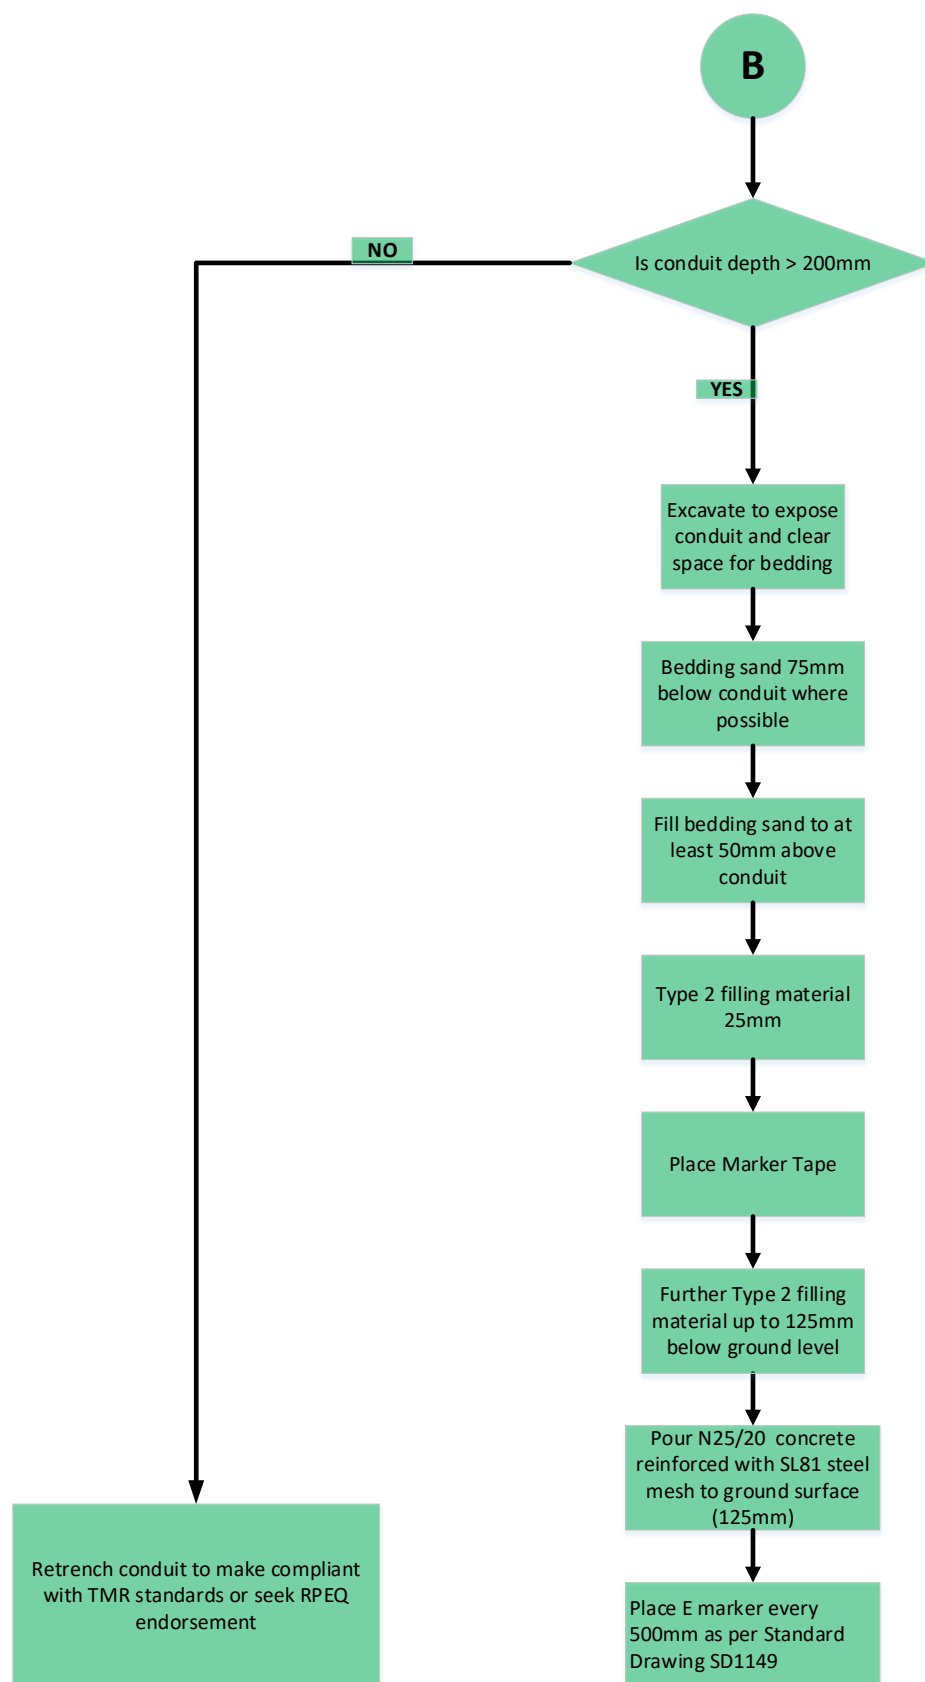 B
Is conduit depth > 200mm
NO
YES
Excavate to expose
conduit and clear
space for bedding
Bedding sand 75mm
below conduit where
possible
Fill bedding sand to at
least 50mm above
conduit
Type 2 filling material
25mm
Place Marker Tape
Further Type 2 filling
material up to 125mm
below ground level
Pour N25/20 concrete
reinforced with SL81 steel
mesh to ground surface
(125mm)
Retrench conduit to make compliant
with TMR standards or seek RPEQ
endorsement
Place E marker every
500mm as per Standard
Drawing SD1149